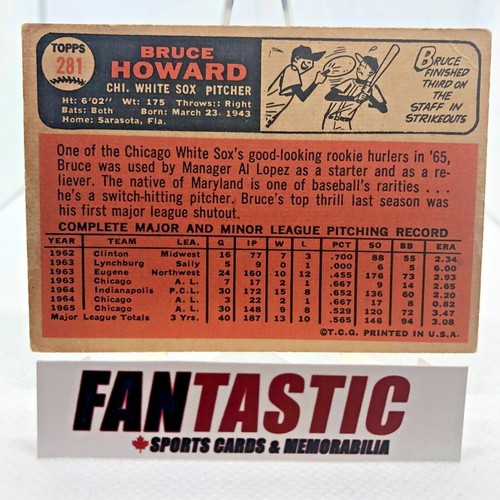 TOPPS
281
BRUCE
HOWARD
CHI. WHITE SOX PITCHER
Ht: 6'02" Wt: 175 Throws: Right
Bats: Both Born: March 23, 1943
Home: Sarasota, Fla.
BRUCE
FINISHED
THIRD ON
THE
STAFF IN
STRIKEOUTS
One of the Chicago White Sox's good-looking rookie hurlers in '65,
Bruce was used by Manager Al Lopez as a starter and as a re-
liever. The native of Maryland is one of baseball's rarities . . .
he's a switch-hitting pitcher. Bruce's top thrill last season was
his first major league shutout.
COMPLETE MAJOR AND MINOR LEAGUE PITCHING RECORD
YEAR TEAM LEA. G IP W L PCT SO BB ERA
1962 Clinton Midwest 16 77 7 3 .700 88 55 2.34
1963 Lynchburg Sally 5 9 0 3 .000 6 5 6.00
1963 Eugene Northwest 24 160 10 12 .455 176 73 2.93
1963 Chicago A. L. 7 17 2 1 .667 9 14 2.65
1964 Indianapolis P.C.L. 30 172 15 8 .652 136 60 2.20
1964 Chicago A. L. 3 22 2 1 .667 17 8 0.82
1965 Chicago A. L. 30 148 9 8 .529 120 72 3.47
Major League Totals 3 Yrs. 40 187 13 10 .565 146 94 3.08
©T.C.G. PRINTED IN U.S.A.
FANTASTIC
SPORTS CARDS & MEMORABILIA